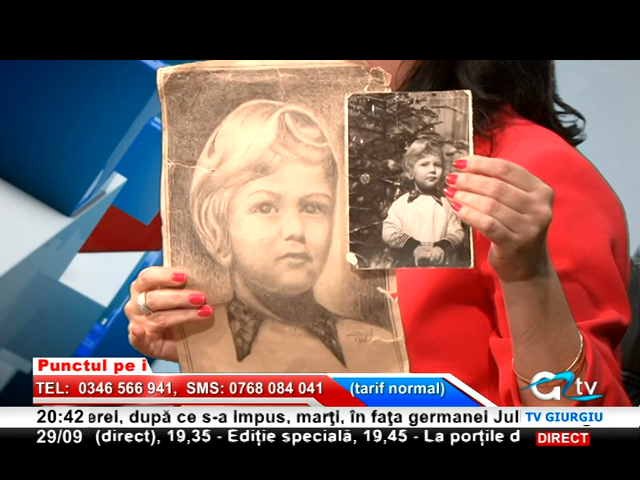 Punctul pe i
TEL: 0346 566 941, SMS: 0768 084 041 (tarif normal)
G tv
20:42 erei, după ce s-a impus, marţi, în faţa germanei Jul
TV GIURGIU
29/09 (direct), 19,35 - Ediţie specială, 19,45 - La porţile d
DIRECT